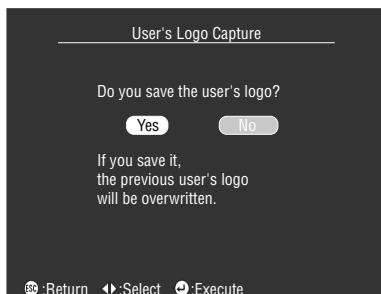 User's Logo Capture
Do you save the user's logo?
Yes No
If you save it,
the previous user's logo
will be overwritten.
ESC :Return :Select :Execute